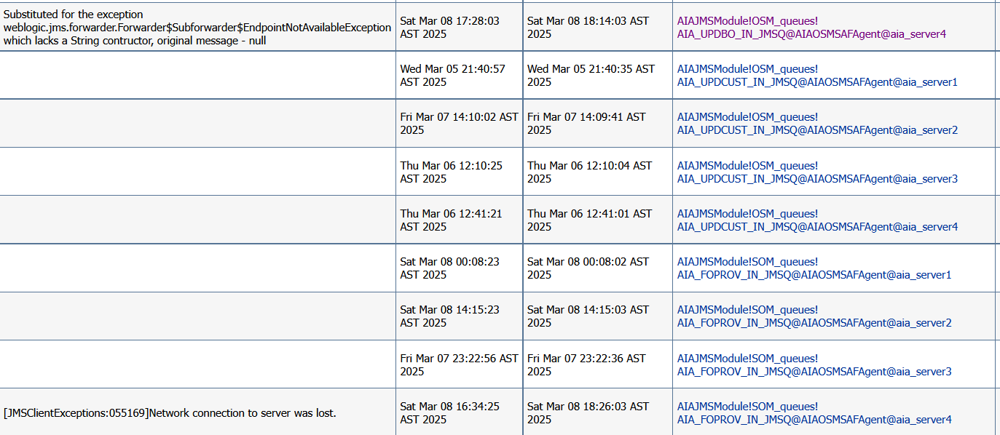 Substituted for the exception
weblogic.jms.forwarder.Forwarder$Subforwarder$EndpointNotAvailableException
which lacks a String contructor, original message - null
Sat Mar 08 17:28:03
AST 2025
Sat Mar 08 18:14:03 AST
2025
AIAJMSModule!OSM_queues!
AIA_UPDBO_IN_JMSQ@AIAOSMSAFAgent@aia_server4
Wed Mar 05 21:40:57
AST 2025
Wed Mar 05 21:40:35 AST
2025
AIAJMSModule!OSM_queues!
AIA_UPDCUST_IN_JMSQ@AIAOSMSAFAgent@aia_server1
Fri Mar 07 14:10:02 AST
2025
Fri Mar 07 14:09:41 AST
2025
AIAJMSModule!OSM_queues!
AIA_UPDCUST_IN_JMSQ@AIAOSMSAFAgent@aia_server2
Thu Mar 06 12:10:25
AST 2025
Thu Mar 06 12:10:04 AST
2025
AIAJMSModule!OSM_queues!
AIA_UPDCUST_IN_JMSQ@AIAOSMSAFAgent@aia_server3
Thu Mar 06 12:41:21
AST 2025
Thu Mar 06 12:41:01 AST
2025
AIAJMSModule!OSM_queues!
AIA_UPDCUST_IN_JMSQ@AIAOSMSAFAgent@aia_server4
Sat Mar 08 00:08:23
AST 2025
Sat Mar 08 00:08:02 AST
2025
AIAJMSModule!SOM_queues!
AIA_FOPROV_IN_JMSQ@AIAOSMSAFAgent@aia_server1
Sat Mar 08 14:15:23
AST 2025
Sat Mar 08 14:15:03 AST
2025
AIAJMSModule!SOM_queues!
AIA_FOPROV_IN_JMSQ@AIAOSMSAFAgent@aia_server2
Fri Mar 07 23:22:56 AST
2025
Fri Mar 07 23:22:36 AST
2025
AIAJMSModule!SOM_queues!
AIA_FOPROV_IN_JMSQ@AIAOSMSAFAgent@aia_server3
[JMSClientExceptions:055169]Network connection to server was lost.
Sat Mar 08 16:34:25
AST 2025
Sat Mar 08 18:26:03 AST
2025
AIAJMSModule!SOM_queues!
AIA_FOPROV_IN_JMSQ@AIAOSMSAFAgent@aia_server4